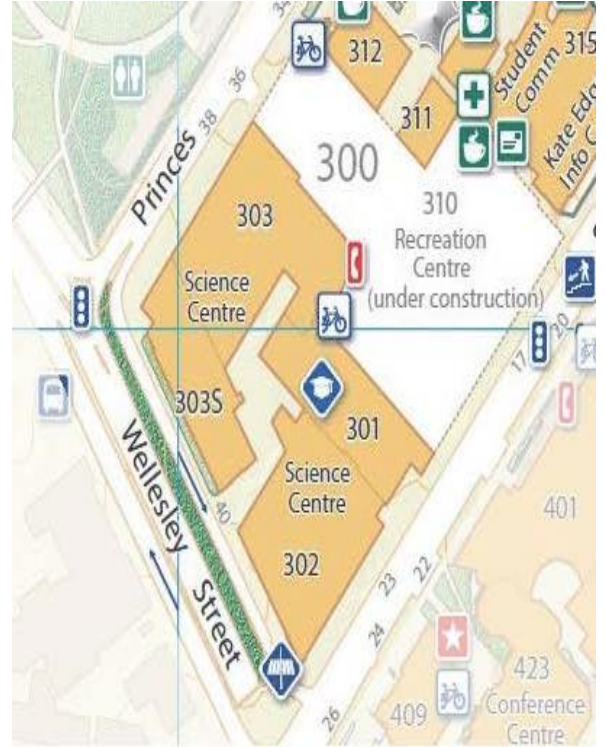 34
312
315
Student
Comm
36
311
Kate Edg
Info C
38
Princes
300
303
310
Recreation
Centre
(under construction)
Science
Centre
20
17
303S
301
Wellesley
Street
Science
Centre
40
401
302
23
22
24
423
Conference
Centre
409
26